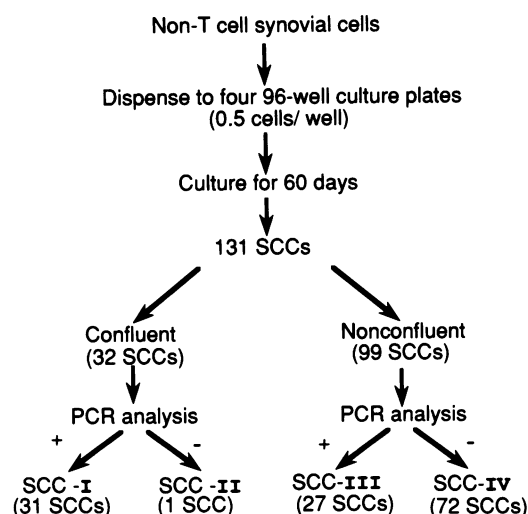 Non-T cell synovial cells
Dispense to four 96-well culture plates
(0.5 cells/ well)
Culture for 60 days
131 SCCs
Confluent
(32 SCCs)
Nonconfluent
(99 SCCs)
PCR analysis
PCR analysis
+
-
+
-
SCC -I
(31 SCCs)
SCC -II
(1 SCC)
SCC-III
(27 SCCs)
SCC-IV
(72 SCCs)